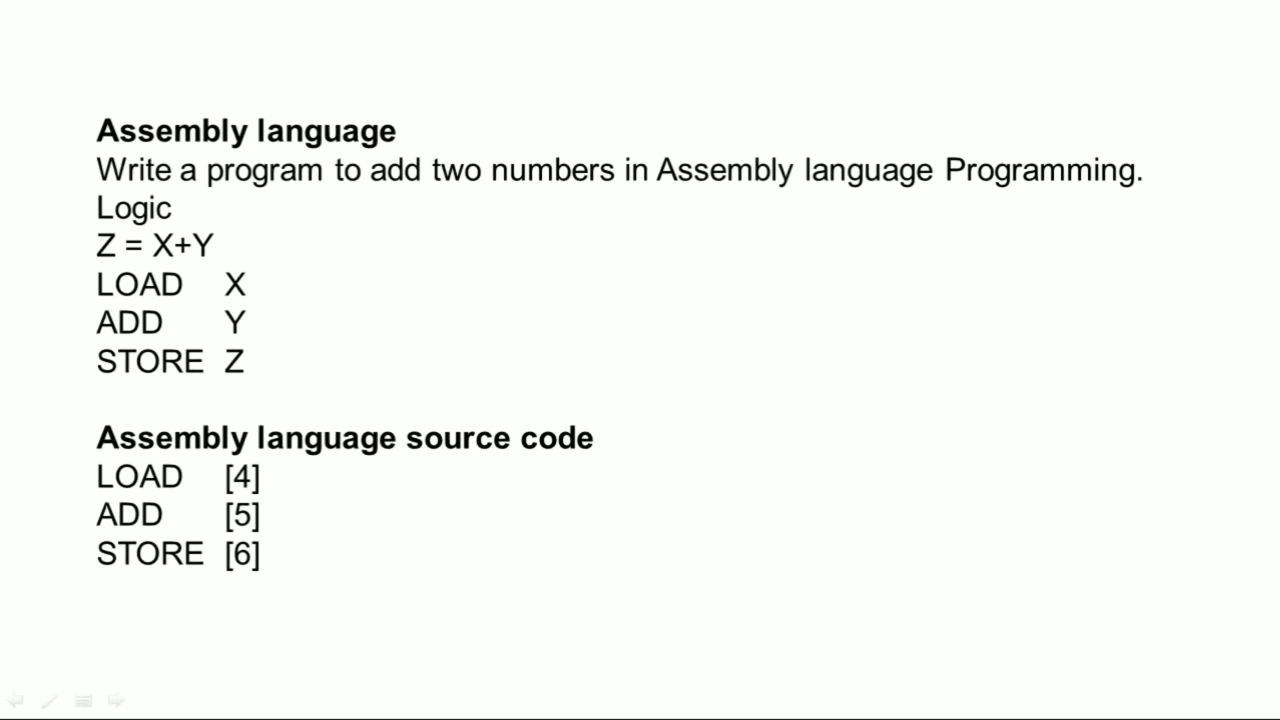 Assembly language
Write a program to add two numbers in Assembly language Programming.
Logic
Z = X+Y
LOAD X
ADD Y
STORE Z
Assembly language source code
LOAD [4]
ADD [5]
STORE [6]